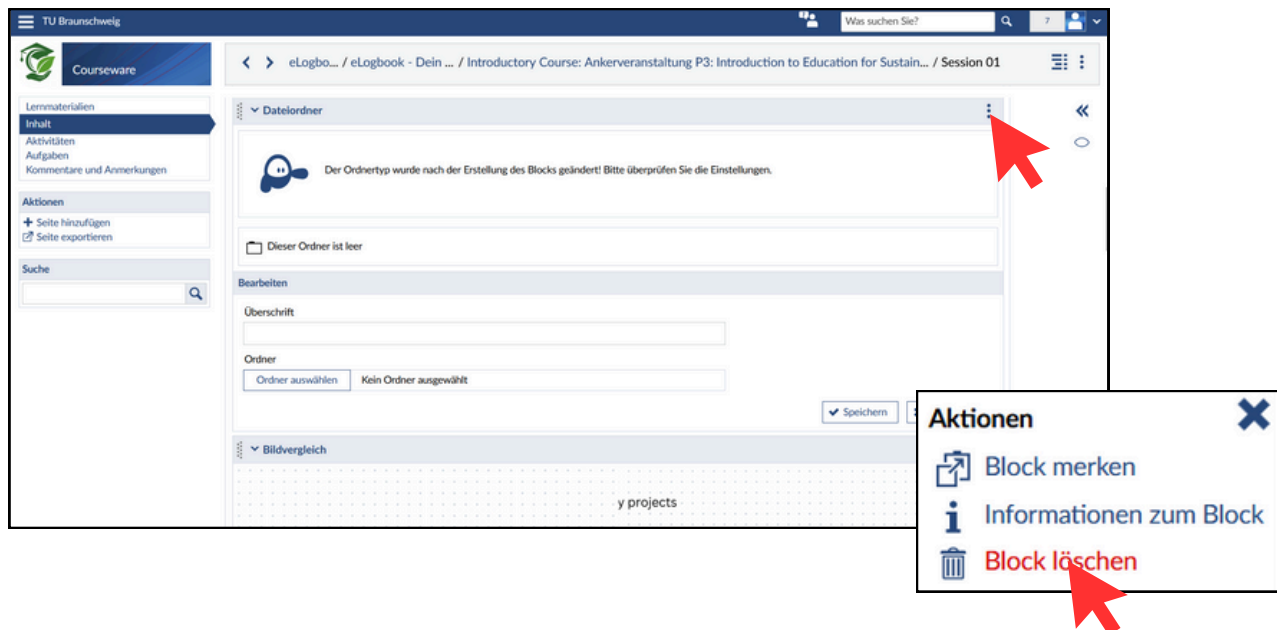 TU Braunschweig
Was suchen Sie?
7
Courseware
eLogbo... / eLogbook - Dein ... / Introductory Course: Ankerveranstaltung P3: Introduction to Education for Sustain... / Session 01
Lernmaterialien
Inhalt
Aktivitäten
Aufgaben
Kommentare und Anmerkungen
Aktionen
Seite hinzufügen
Seite exportieren
Suche
Dateiordner
Der Ordnertyp wurde nach der Erstellung des Blocks geändert! Bitte überprüfen Sie die Einstellungen.
Dieser Ordner ist leer
Bearbeiten
Überschrift
Ordner
Ordner auswählen Kein Ordner ausgewählt
Speichern
Bildvergleich
y projects
Aktionen
Block merken
Informationen zum Block
Block löschen